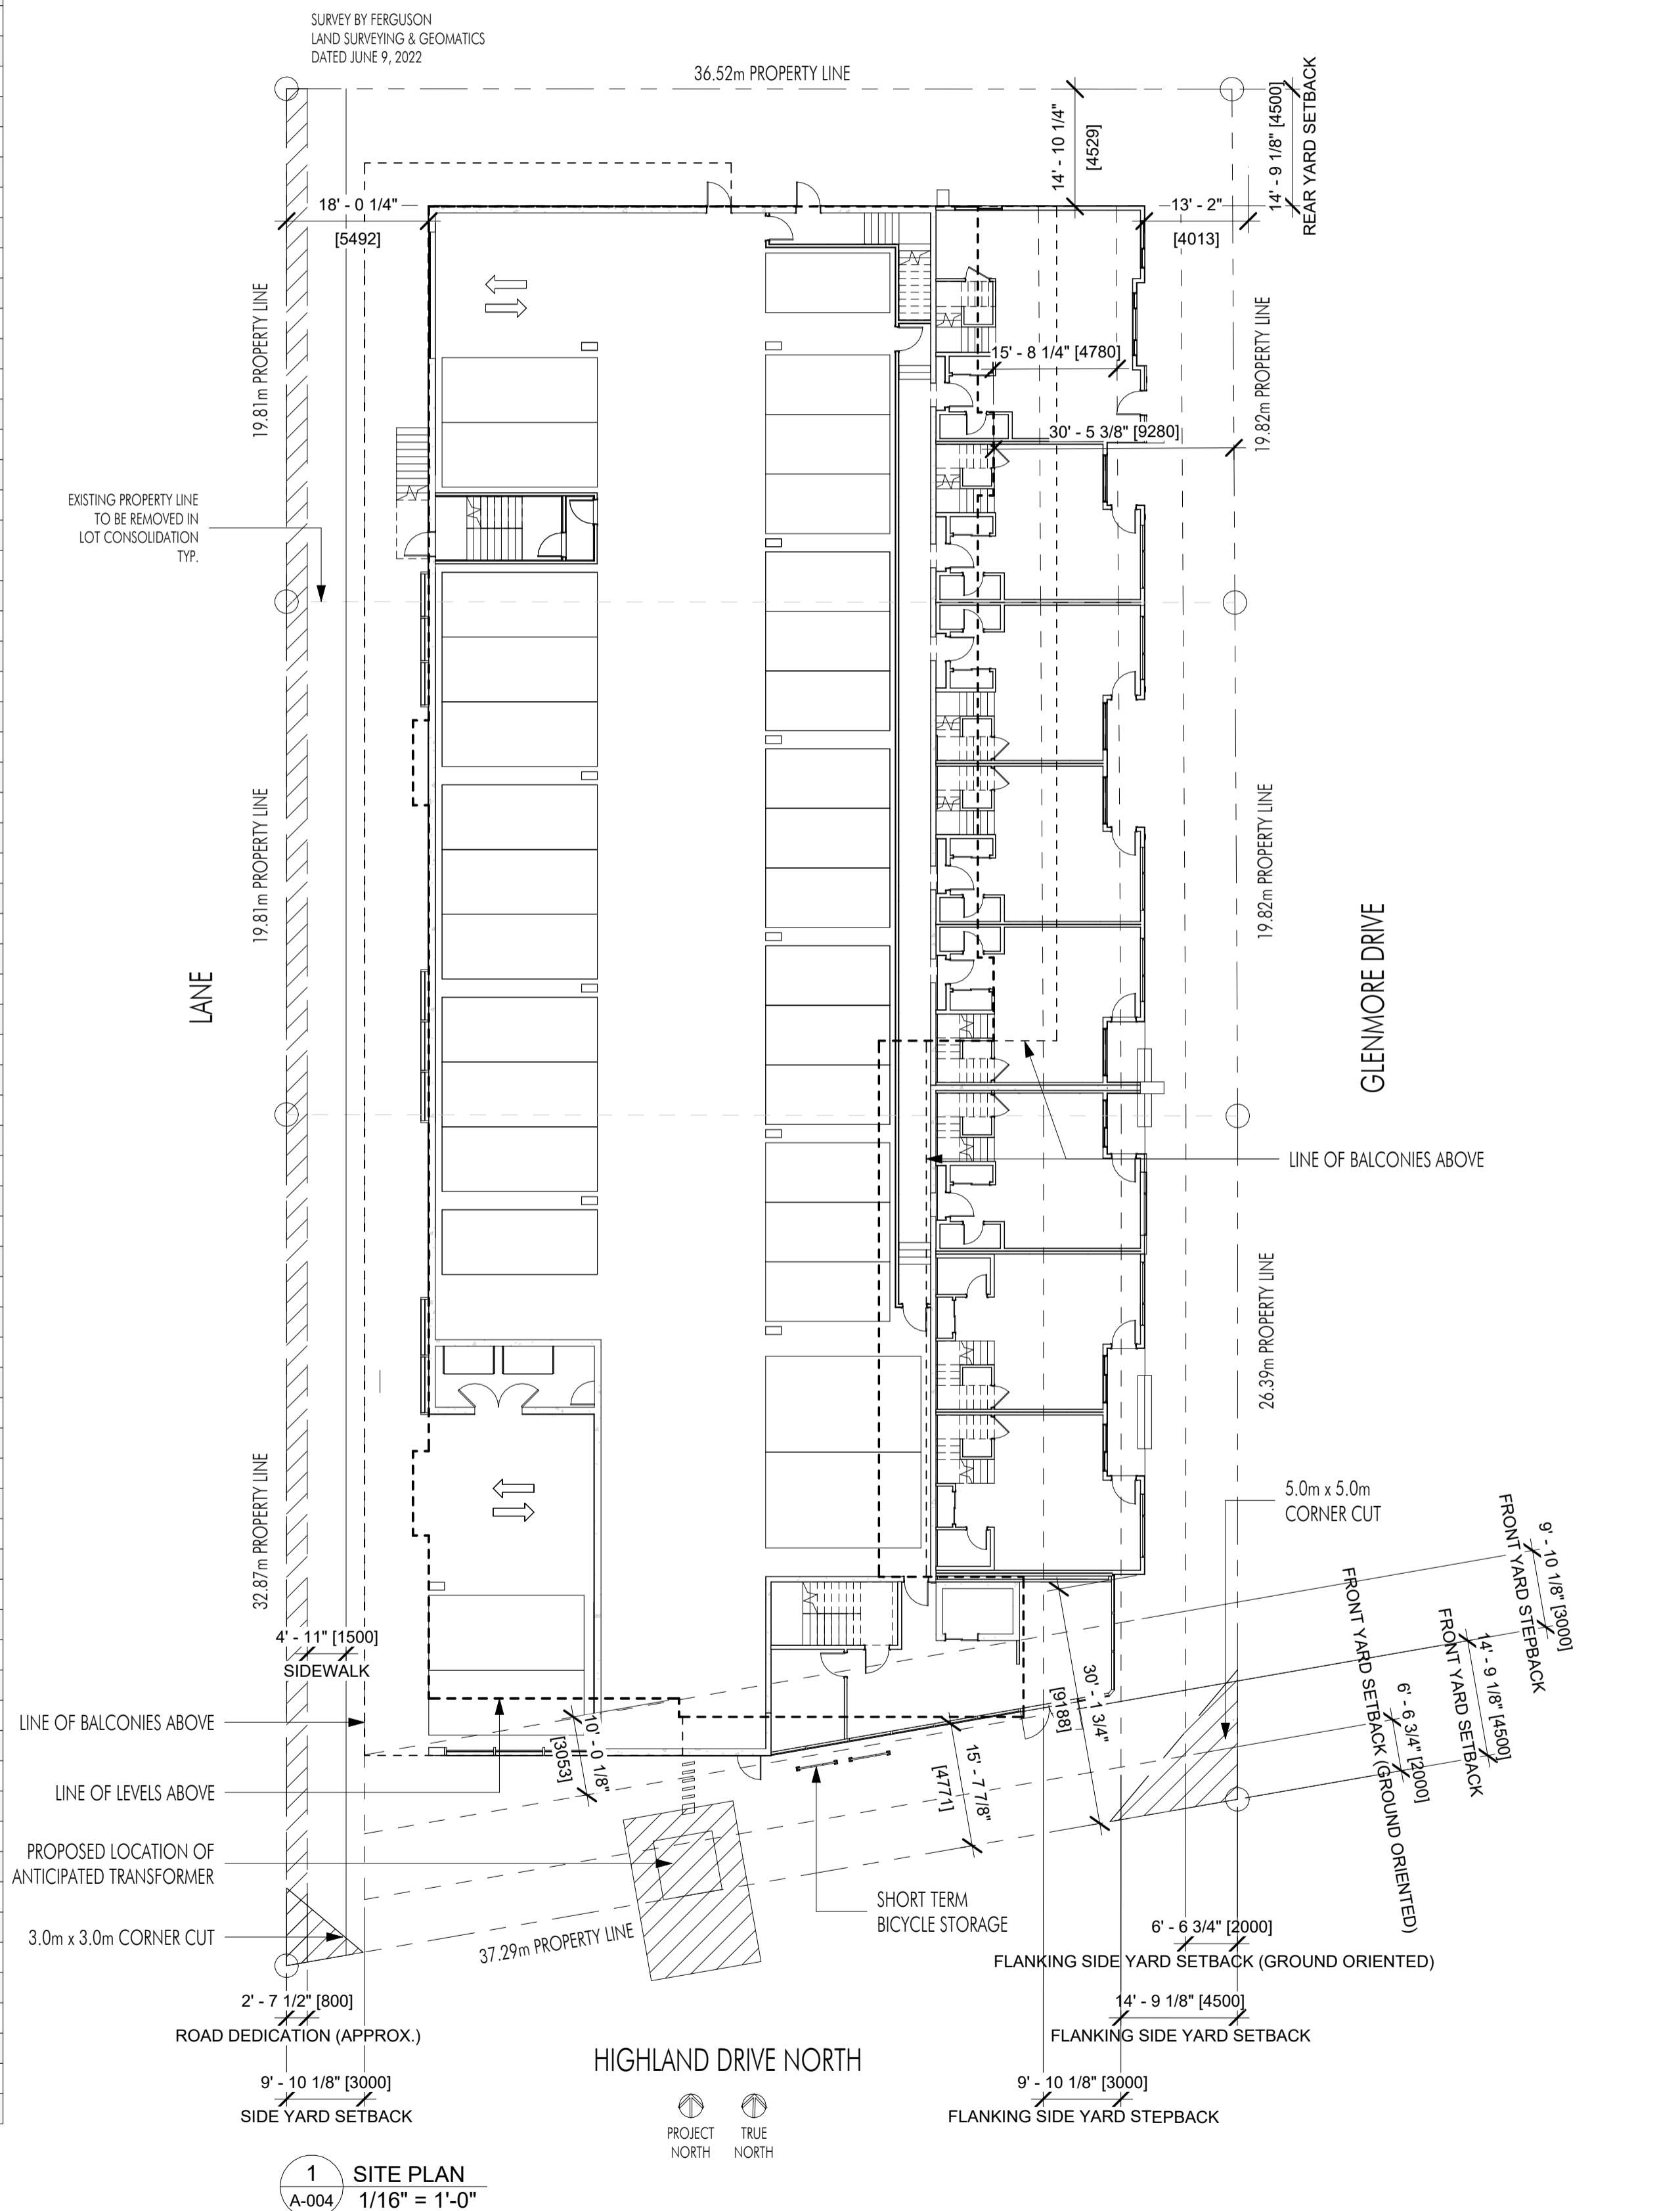 SURVEY BY FERGUSON
LAND SURVEYING & GEOMATICS
DATED JUNE 9, 2022
36.52m PROPERTY LINE
14' - 10 1/4"
[4529]
14' - 9 1/8" [4500]
REAR YARD SETBACK
18' - 0 1/4"
[5492]
13' - 2"
[4013]
19.81m PROPERTY LINE
19.82m PROPERTY LINE
15' - 8 1/4" [4780]
30' - 5 3/8" [9280]
EXISTING PROPERTY LINE
TO BE REMOVED IN
LOT CONSOLIDATION
TYP.
19.81m PROPERTY LINE
19.82m PROPERTY LINE
LANE
GLENMORE DRIVE
LINE OF BALCONIES ABOVE
26.39m PROPERTY LINE
32.87m PROPERTY LINE
5.0m x 5.0m
CORNER CUT
9' - 10 1/8" [3000]
FRONT YARD STEPBACK
14' - 9 1/8" [4500]
FRONT YARD SETBACK
6' - 6 3/4" [2000]
FRONT YARD SETBACK (GROUND ORIENTED)
4' - 11" [1500]
SIDEWALK
30' - 1 3/4"
[9188]
LINE OF BALCONIES ABOVE
10' - 0 1/8"
[3053]
15' - 7 7/8"
[4771]
LINE OF LEVELS ABOVE
PROPOSED LOCATION OF
ANTICIPATED TRANSFORMER
SHORT TERM
BICYCLE STORAGE
3.0m x 3.0m CORNER CUT
37.29m PROPERTY LINE
6' - 6 3/4" [2000]
FLANKING SIDE YARD SETBACK (GROUND ORIENTED)
2' - 7 1/2" [800]
ROAD DEDICATION (APPROX.)
14' - 9 1/8" [4500]
FLANKING SIDE YARD SETBACK
HIGHLAND DRIVE NORTH
9' - 10 1/8" [3000]
SIDE YARD SETBACK
9' - 10 1/8" [3000]
FLANKING SIDE YARD STEPBACK
PROJECT
NORTH
TRUE
NORTH
1
A-004
SITE PLAN
1/16" = 1'-0"